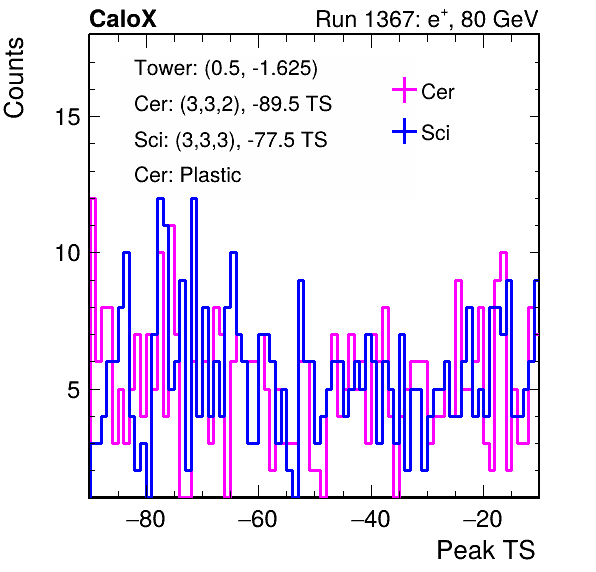 CaloX Run 1367: e⁺, 80 GeV
Counts
Tower: (0.5, -1.625)
Cer: (3,3,2), -89.5 TS
Sci: (3,3,3), -77.5 TS
Cer: Plastic
Cer
Sci
15
10
5
−80 −60 −40 −20
Peak TS